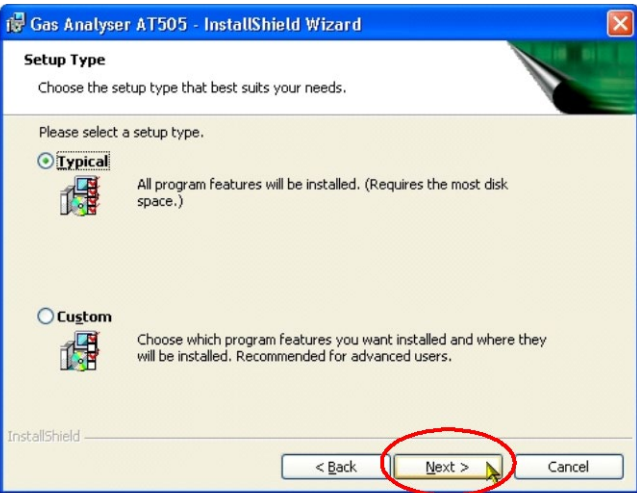 Gas Analyser AT505 - InstallShield Wizard
Setup Type
Choose the setup type that best suits your needs.
Please select a setup type.
Typical
All program features will be installed. (Requires the most disk
space.)
Custom
Choose which program features you want installed and where they
will be installed. Recommended for advanced users.
InstallShield
< Back
Next >
Cancel